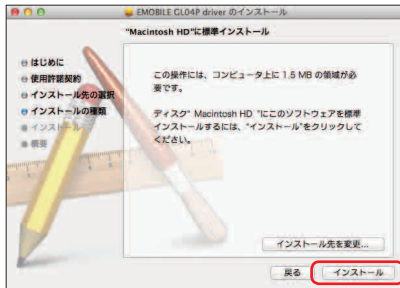 EMOBILE GL04P driver のインストール
"Macintosh HD"に標準インストール
はじめに
使用許諾契約
インストール先の選択
インストールの種類
インストール
概要
この操作には、コンピュータ上に 1.5 MB の領域が必
要です。
ディスク" Macintosh HD "にこのソフトウェアを標準
インストールするには、"インストール"をクリックして
ください。
インストール先を変更...
戻る
インストール